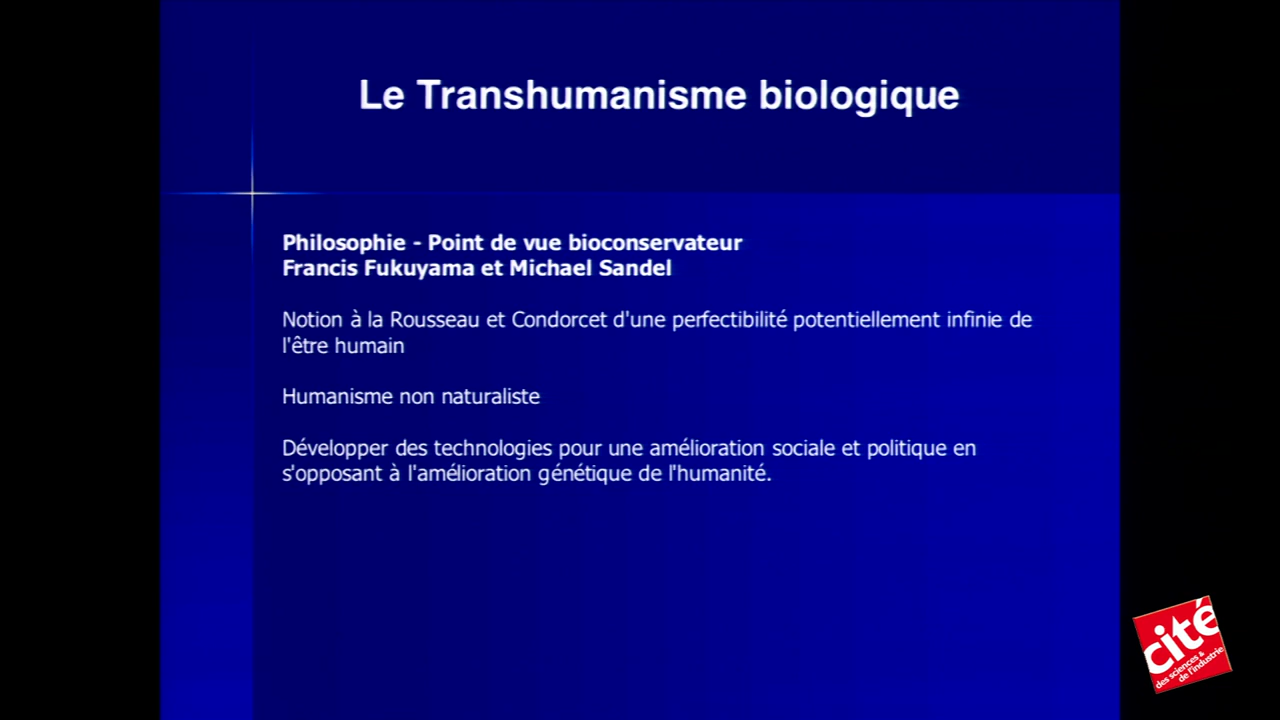 Le Transhumanisme biologique
Philosophie - Point de vue bioconservateur
Francis Fukuyama et Michael Sandel
Notion à la Rousseau et Condorcet d'une perfectibilité potentiellement infinie de
l'être humain
Humanisme non naturaliste
Développer des technologies pour une amélioration sociale et politique en
s'opposant à l'amélioration génétique de l'humanité.
cité
des sciences &
de l'industrie